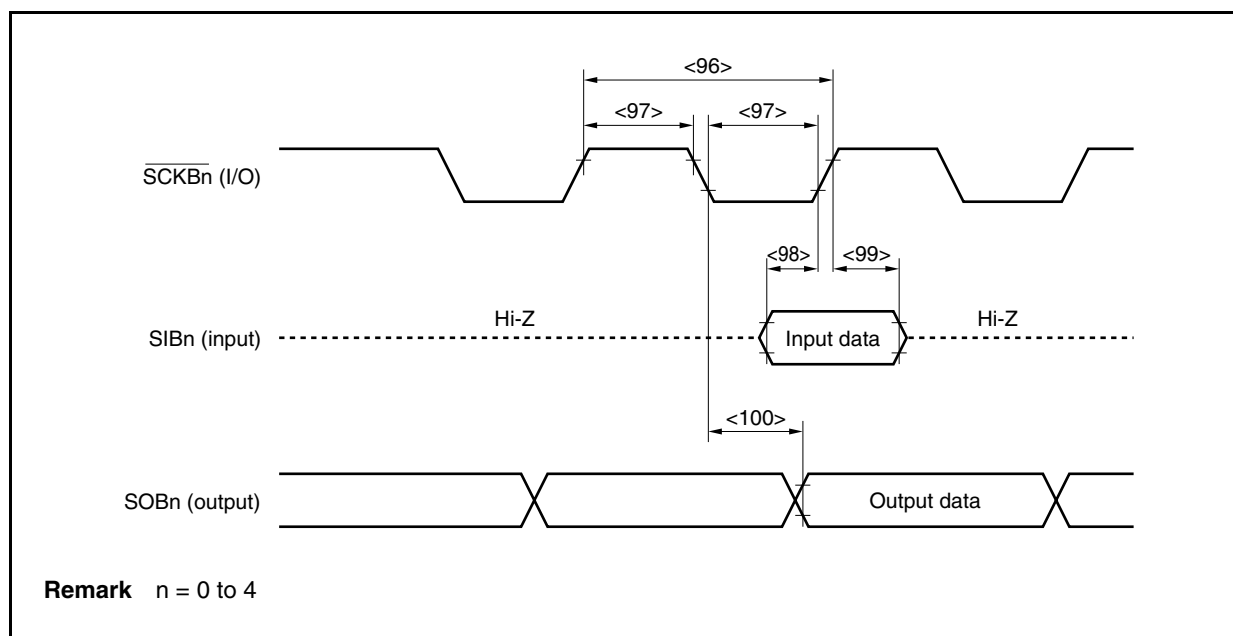 <96>
<97> <97>
SCKBn (I/O)
<98> <99>
Hi-Z Hi-Z
SIBn (input) Input data
<100>
SOBn (output) Output data
Remark n = 0 to 4